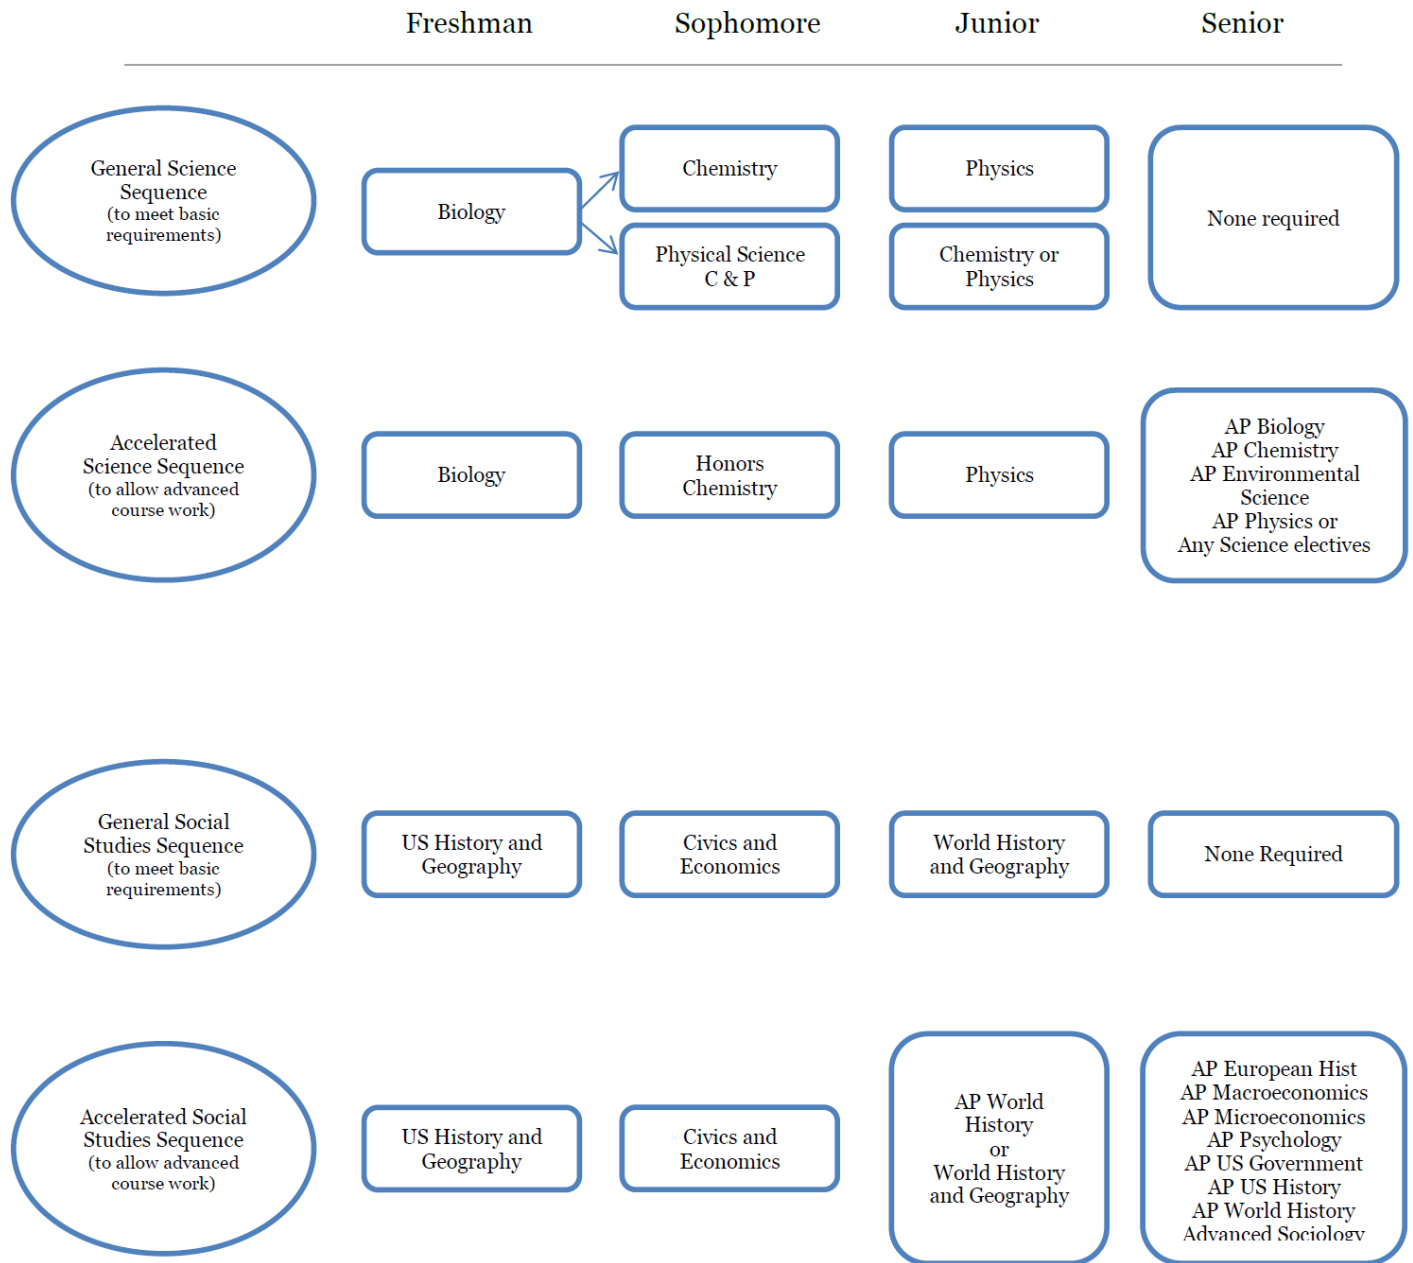 Freshman Sophomore Junior Senior
General Science
Sequence
(to meet basic
requirements)
Biology
Chemistry
Physical Science
C & P
Physics
Chemistry or
Physics
None required
Accelerated
Science Sequence
(to allow advanced
course work)
Biology
Honors
Chemistry
Physics
AP Biology
AP Chemistry
AP Environmental
Science
AP Physics or
Any Science electives
General Social
Studies Sequence
(to meet basic
requirements)
US History and
Geography
Civics and
Economics
World History
and Geography
None Required
Accelerated Social
Studies Sequence
(to allow advanced
course work)
US History and
Geography
Civics and
Economics
AP World
History
or
World History
and Geography
AP European Hist
AP Macroeconomics
AP Microeconomics
AP Psychology
AP US Government
AP US History
AP World History
Advanced Sociology